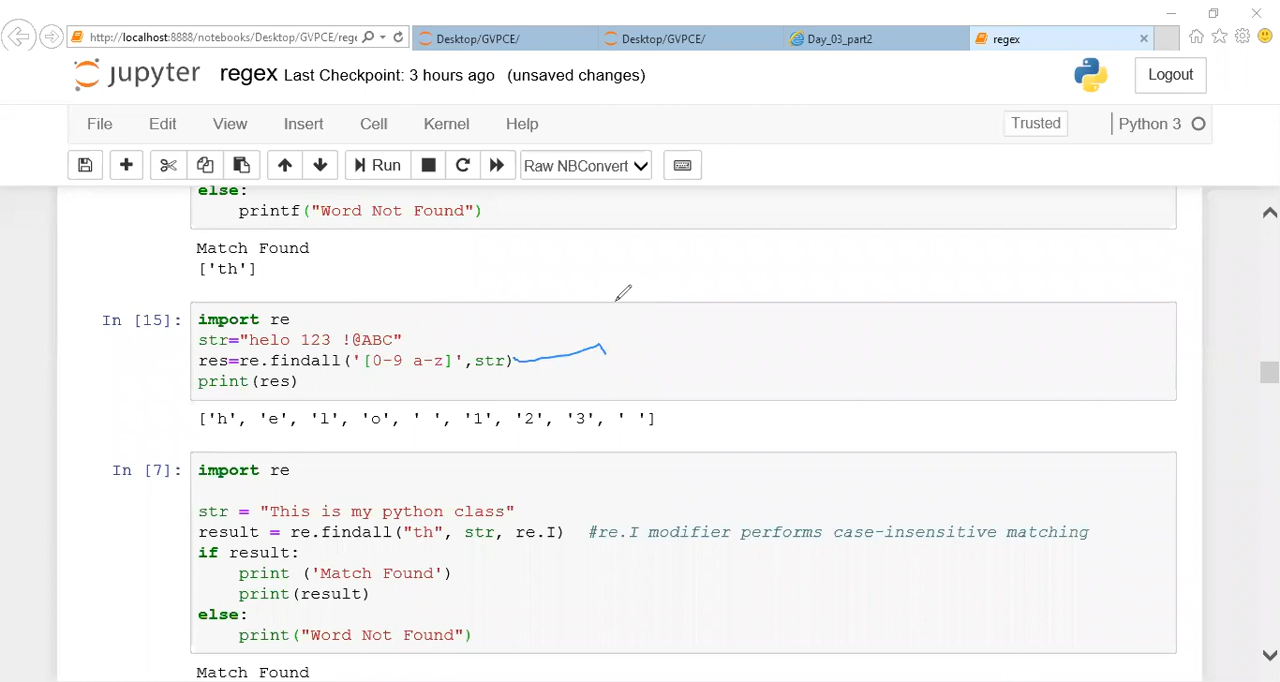 http://localhost:8888/notebooks/Desktop/GVPCE/rege
Desktop/GVPCE/
Desktop/GVPCE/
Day_03_part2
regex
jupyter regex Last Checkpoint: 3 hours ago (unsaved changes)
Logout
File Edit View Insert Cell Kernel Help
Trusted
Python 3
Run
Raw NBConvert
else:
    printf("Word Not Found")
Match Found
['th']
In [15]:
import re
str="helo 123 !@ABC"
res=re.findall('[0-9 a-z]',str)
print(res)
['h', 'e', 'l', 'o', ' ', '1', '2', '3', ' ']
In [7]:
import re
str = "This is my python class"
result = re.findall("th", str, re.I)  #re.I modifier performs case-insensitive matching
if result:
    print ('Match Found')
    print(result)
else:
    print("Word Not Found")
Match Found